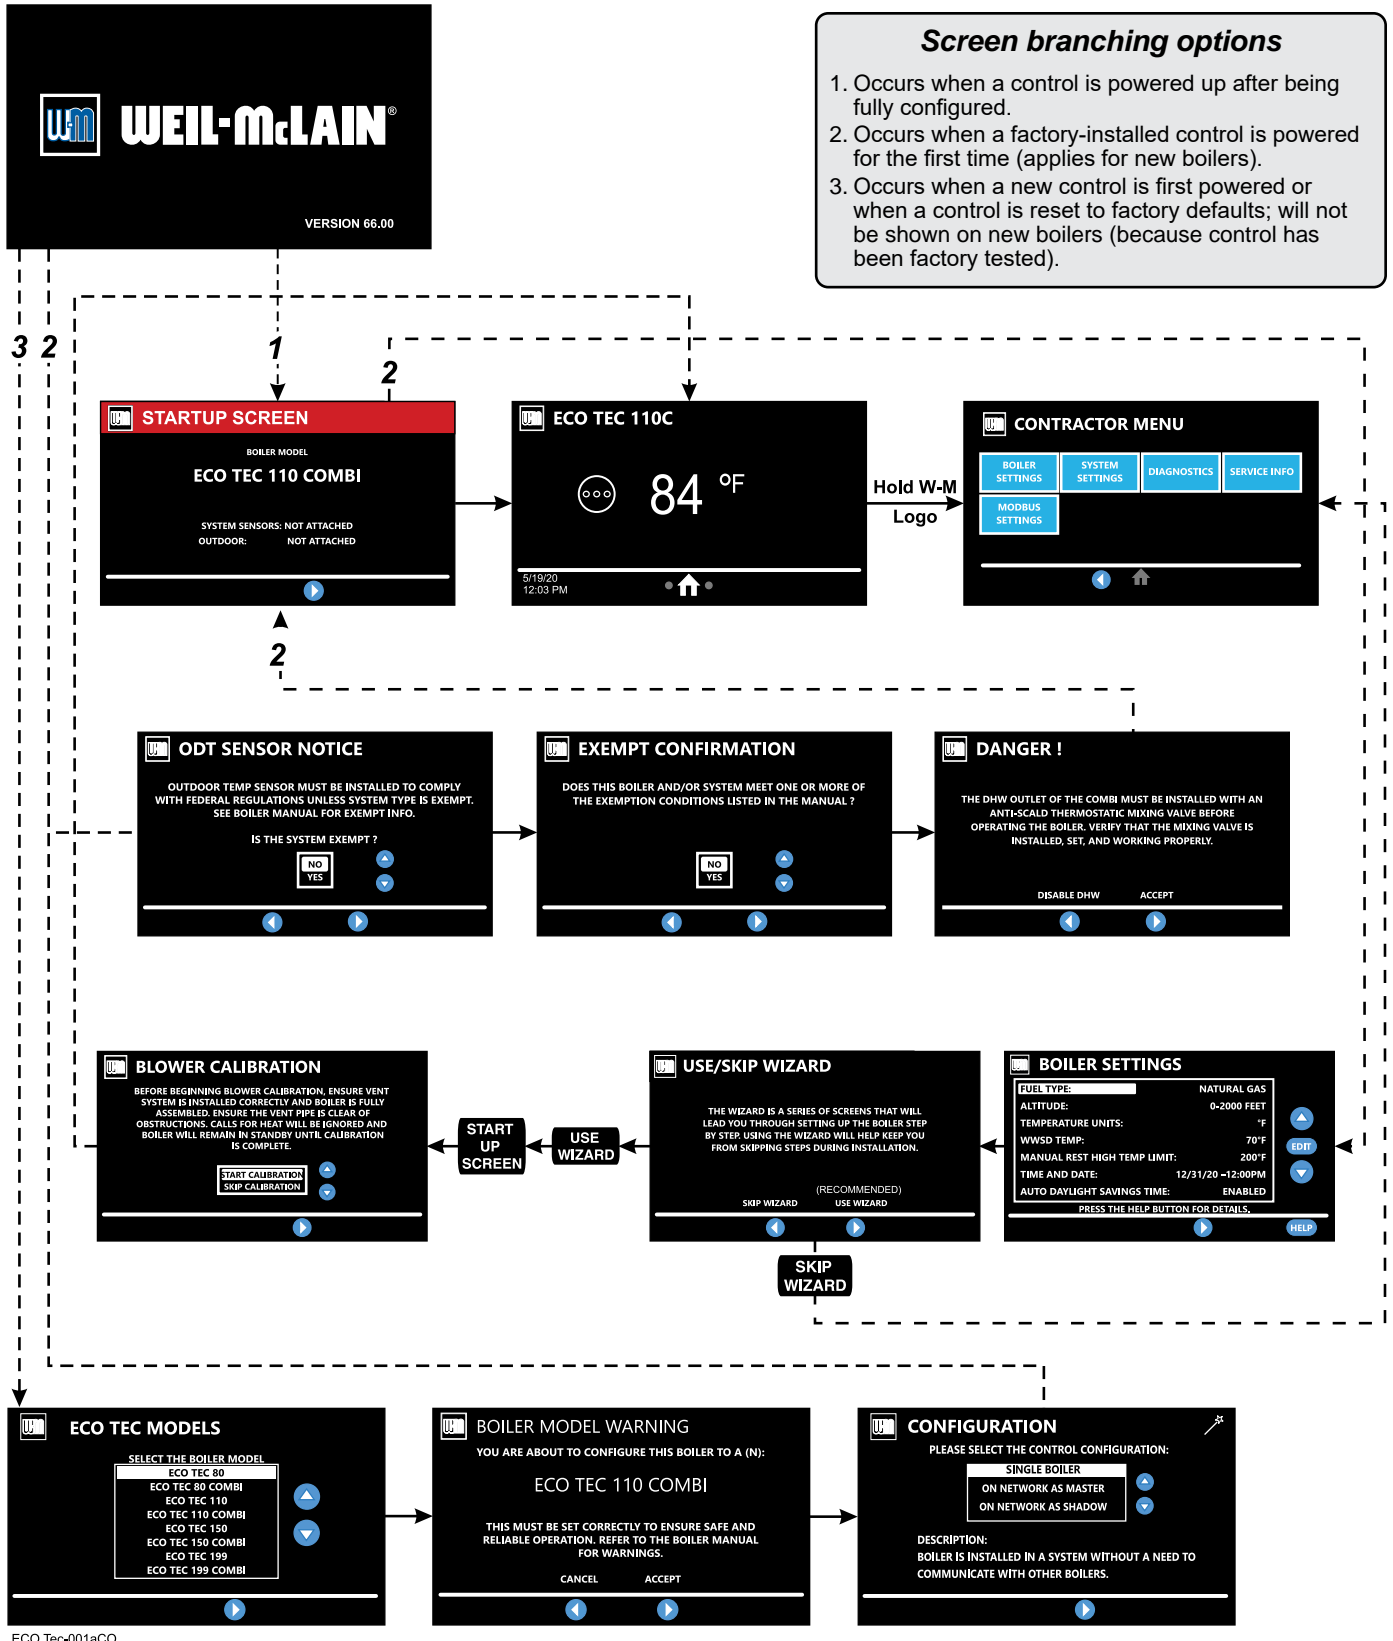 WM WEIL-McLAIN®
VERSION 66.00
Screen branching options
1. Occurs when a control is powered up after being
fully configured.
2. Occurs when a factory-installed control is powered
for the first time (applies for new boilers).
3. Occurs when a new control is first powered or
when a control is reset to factory defaults; will not
be shown on new boilers (because control has
been factory tested).
3 2 1 2
WM STARTUP SCREEN
BOILER MODEL
ECO TEC 110 COMBI
SYSTEM SENSORS: NOT ATTACHED
OUTDOOR: NOT ATTACHED
WM ECO TEC 110C
84 °F
5/19/20
12:03 PM
Hold W-M
Logo
WM CONTRACTOR MENU
BOILER
SETTINGS
SYSTEM
SETTINGS
DIAGNOSTICS
SERVICE INFO
MODBUS
SETTINGS
2
WM ODT SENSOR NOTICE
OUTDOOR TEMP SENSOR MUST BE INSTALLED TO COMPLY
WITH FEDERAL REGULATIONS UNLESS SYSTEM TYPE IS EXEMPT.
SEE BOILER MANUAL FOR EXEMPT INFO.
IS THE SYSTEM EXEMPT ?
NO
YES
WM EXEMPT CONFIRMATION
DOES THIS BOILER AND/OR SYSTEM MEET ONE OR MORE OF
THE EXEMPTION CONDITIONS LISTED IN THE MANUAL ?
NO
YES
WM DANGER !
THE DHW OUTLET OF THE COMBI MUST BE INSTALLED WITH AN
ANTI-SCALD THERMOSTATIC MIXING VALVE BEFORE
OPERATING THE BOILER. VERIFY THAT THE MIXING VALVE IS
INSTALLED, SET, AND WORKING PROPERLY.
DISABLE DHW ACCEPT
WM BLOWER CALIBRATION
BEFORE BEGINNING BLOWER CALIBRATION, ENSURE VENT
SYSTEM IS INSTALLED CORRECTLY AND BOILER IS FULLY
ASSEMBLED. ENSURE THE VENT PIPE IS CLEAR OF
OBSTRUCTIONS. CALLS FOR HEAT WILL BE IGNORED AND
BOILER WILL REMAIN IN STANDBY UNTIL CALIBRATION
IS COMPLETE.
START CALIBRATION
SKIP CALIBRATION
START
UP
SCREEN
USE
WIZARD
WM USE/SKIP WIZARD
THE WIZARD IS A SERIES OF SCREENS THAT WILL
LEAD YOU THROUGH SETTING UP THE BOILER STEP
BY STEP. USING THE WIZARD WILL HELP KEEP YOU
FROM SKIPPING STEPS DURING INSTALLATION.
(RECOMMENDED)
SKIP WIZARD USE WIZARD
SKIP
WIZARD
WM BOILER SETTINGS
FUEL TYPE: NATURAL GAS
ALTITUDE: 0-2000 FEET
TEMPERATURE UNITS: °F
WWSD TEMP: 70°F
MANUAL REST HIGH TEMP LIMIT: 200°F
TIME AND DATE: 12/31/20 –12:00PM
AUTO DAYLIGHT SAVINGS TIME: ENABLED
PRESS THE HELP BUTTON FOR DETAILS.
EDIT
HELP
WM ECO TEC MODELS
SELECT THE BOILER MODEL
ECO TEC 80
ECO TEC 80 COMBI
ECO TEC 110
ECO TEC 110 COMBI
ECO TEC 150
ECO TEC 150 COMBI
ECO TEC 199
ECO TEC 199 COMBI
WM BOILER MODEL WARNING
YOU ARE ABOUT TO CONFIGURE THIS BOILER TO A (N):
ECO TEC 110 COMBI
THIS MUST BE SET CORRECTLY TO ENSURE SAFE AND
RELIABLE OPERATION. REFER TO THE BOILER MANUAL
FOR WARNINGS.
CANCEL ACCEPT
WM CONFIGURATION
PLEASE SELECT THE CONTROL CONFIGURATION:
SINGLE BOILER
ON NETWORK AS MASTER
ON NETWORK AS SHADOW
DESCRIPTION:
BOILER IS INSTALLED IN A SYSTEM WITHOUT A NEED TO
COMMUNICATE WITH OTHER BOILERS.
ECO Tec-001aCO